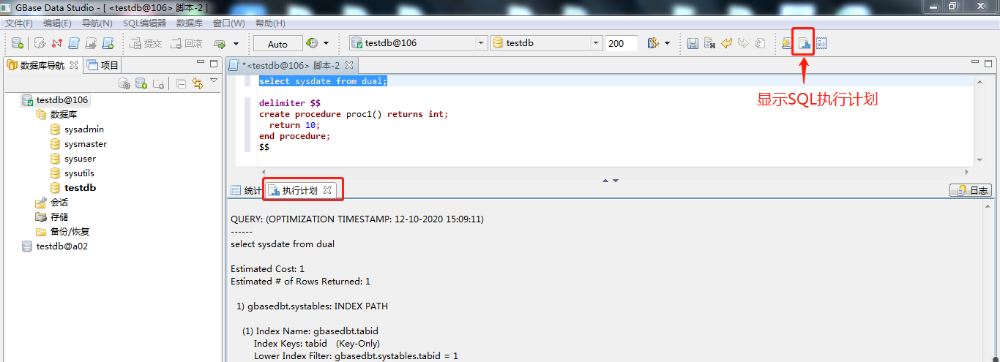 GBase Data Studio - [ <testdb@106> 脚本-2 ]
文件(F) 编辑(E) 导航(N) SQL编辑器 数据库 窗口(W) 帮助(H)
提交 回滚 Auto testdb@106 testdb 200
数据库导航 项目
*<testdb@106> 脚本-2
testdb@106
数据库
sysadmin
sysmaster
sysuser
sysutils
testdb
会话
存储
备份/恢复
testdb@a02
select sysdate from dual;
delimiter $$
create procedure proc1() returns int;
return 10;
end procedure;
$$
显示SQL执行计划
统计 执行计划 日志
QUERY: (OPTIMIZATION TIMESTAMP: 12-10-2020 15:09:11)
------
select sysdate from dual
Estimated Cost: 1
Estimated # of Rows Returned: 1
1) gbasedbt.systables: INDEX PATH
(1) Index Name: gbasedbt.tabid
Index Keys: tabid (Key-Only)
Lower Index Filter: gbasedbt.systables.tabid = 1